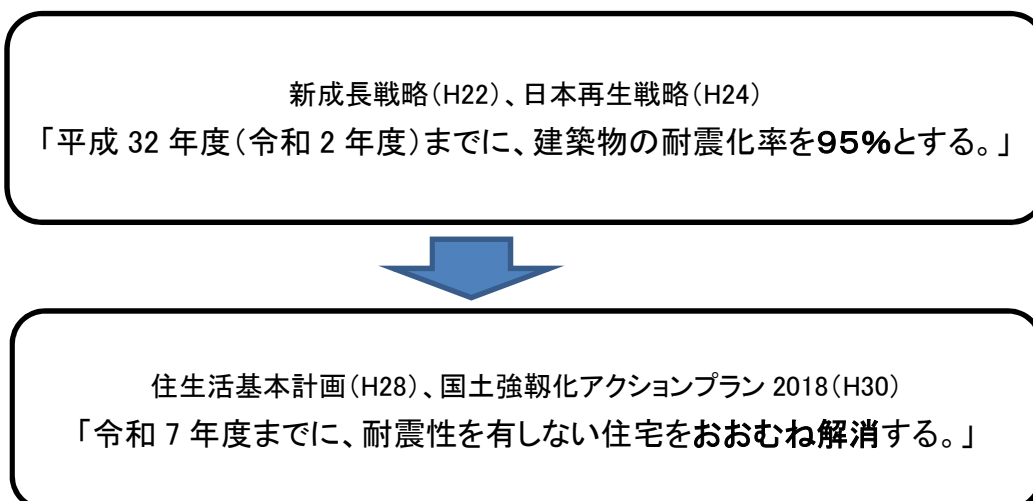 新成長戦略(H22)、日本再生戦略(H24)
「平成 32 年度(令和 2 年度)までに、建築物の耐震化率を95%とする。」
住生活基本計画(H28)、国土強靱化アクションプラン 2018(H30)
「令和 7 年度までに、耐震性を有しない住宅をおおむね解消する。」